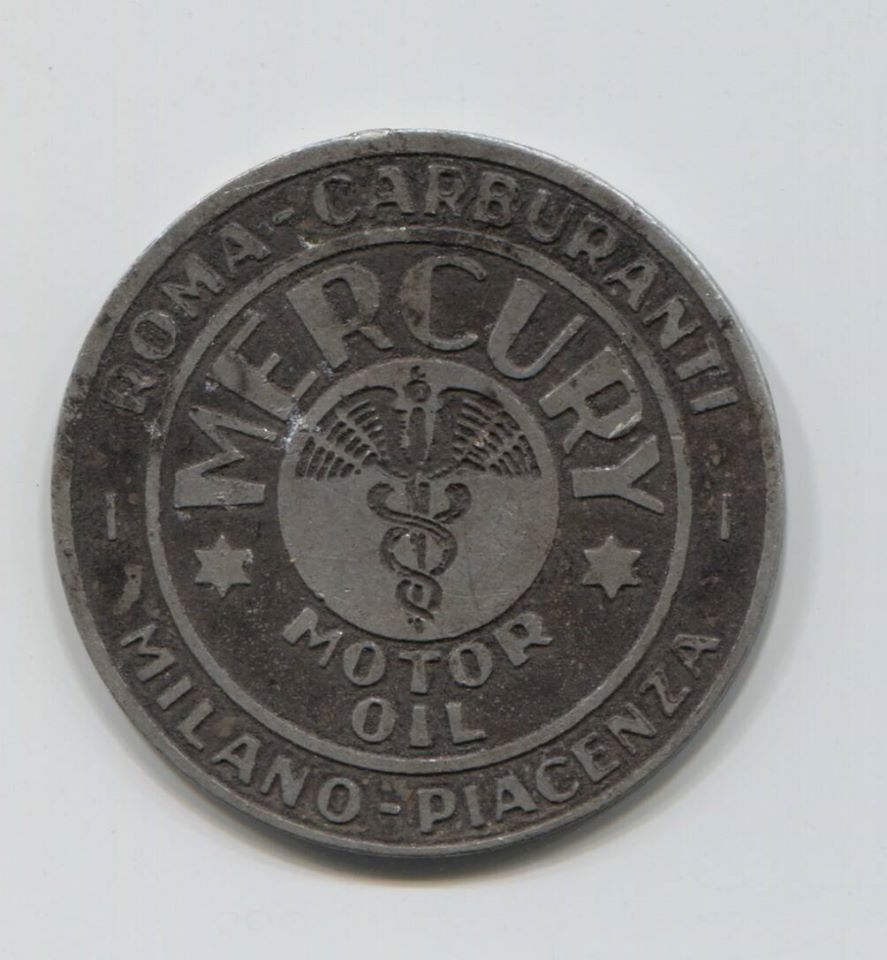 ROMA - CARBURANTI
MERCURY
MOTOR
OIL
MILANO - PIACENZA